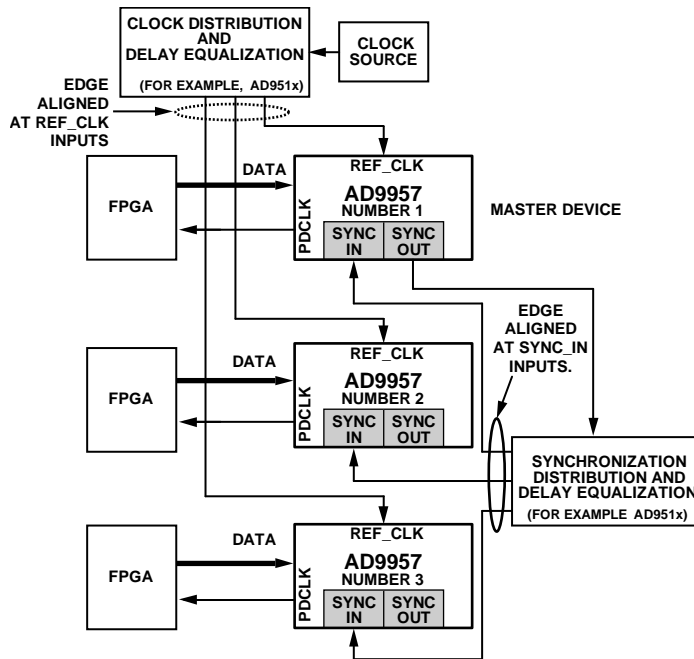 CLOCK DISTRIBUTION
AND
DELAY EQUALIZATION
(FOR EXAMPLE, AD951x)
CLOCK
SOURCE
EDGE
ALIGNED
AT REF_CLK
INPUTS
FPGA
DATA
PDCLK
REF_CLK
AD9957
NUMBER 1
SYNC
IN
SYNC
OUT
MASTER DEVICE
FPGA
DATA
PDCLK
REF_CLK
AD9957
NUMBER 2
SYNC
IN
SYNC
OUT
EDGE
ALIGNED
AT SYNC_IN
INPUTS.
SYNCHRONIZATION
DISTRIBUTION AND
DELAY EQUALIZATION
(FOR EXAMPLE AD951x)
FPGA
DATA
PDCLK
REF_CLK
AD9957
NUMBER 3
SYNC
IN
SYNC
OUT